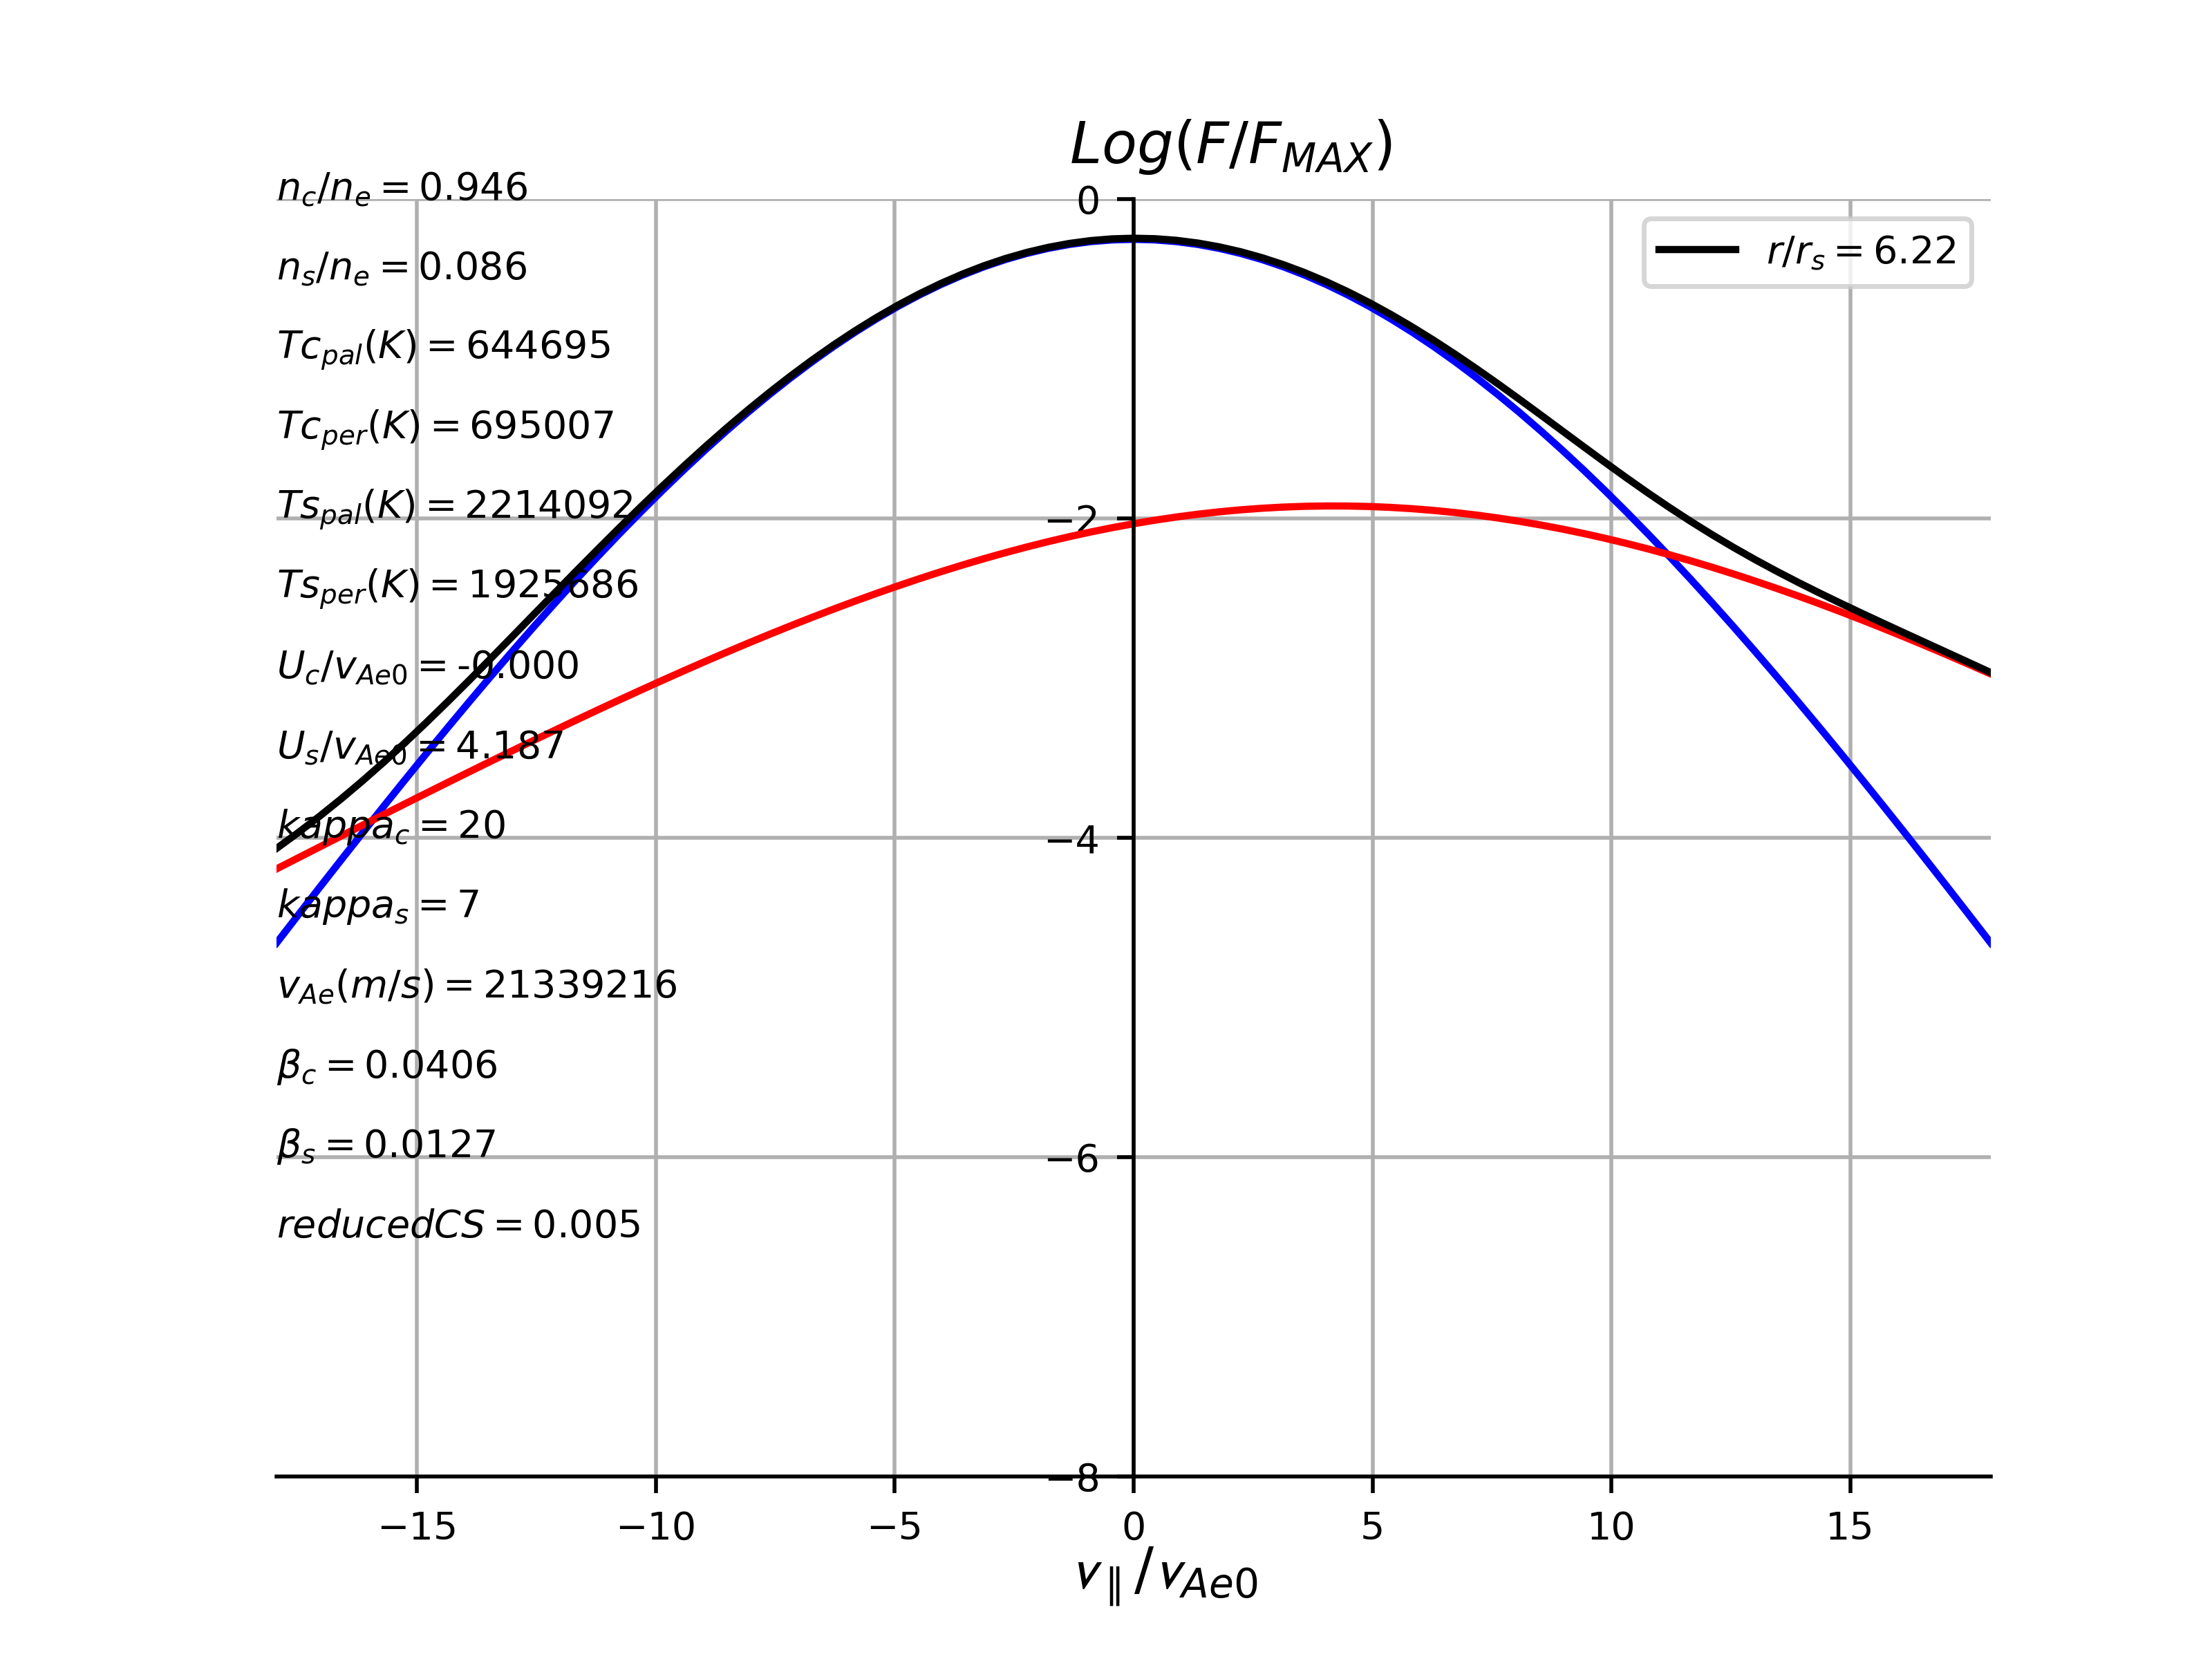 Log(F/F_MAX)
n_c/n_e = 0.946
0
r/r_s = 6.22
n_s/n_e = 0.086
Tc_pal(K) = 644695
Tc_per(K) = 695007
Ts_pal(K) = 2214092
−2
Ts_per(K) = 1925686
U_c/v_Ae0 = -0.000
U_s/v_Ae0 = 4.187
kappa_c = 20
−4
kappa_s = 7
v_Ae(m/s) = 21339216
β_c = 0.0406
β_s = 0.0127
−6
reducedCS = 0.005
−8
−15 −10 −5 0 5 10 15
v_∥/v_Ae0